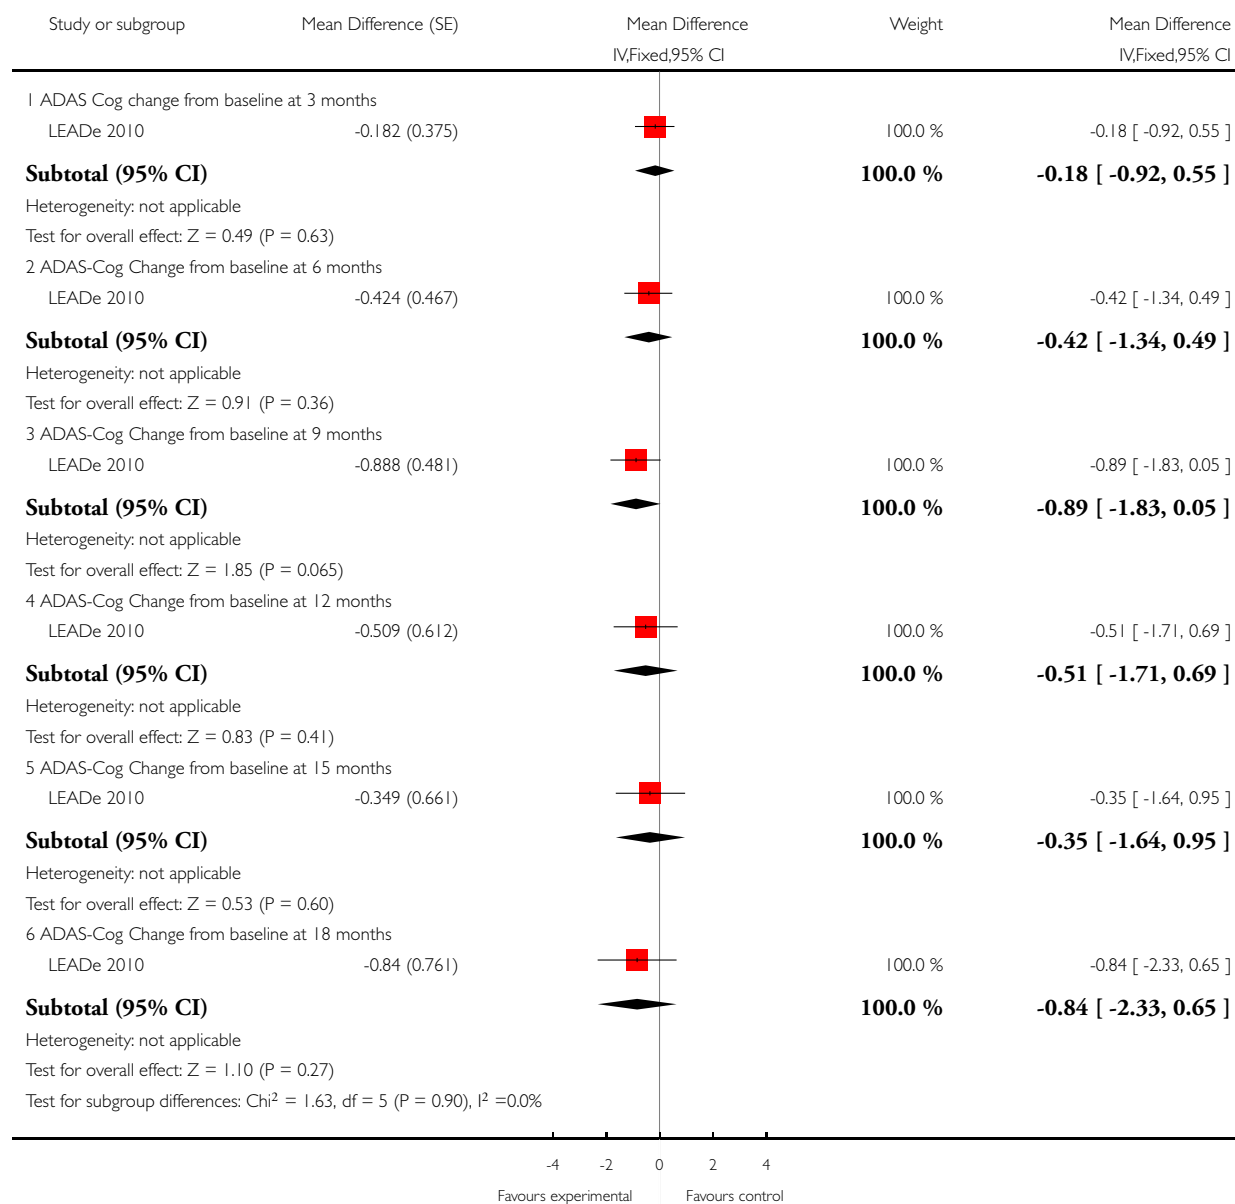 Study or subgroup Mean Difference (SE) Mean Difference Weight Mean Difference
IV,Fixed,95% CI IV,Fixed,95% CI
1 ADAS Cog change from baseline at 3 months
LEADe 2010 -0.182 (0.375) 100.0 % -0.18 [ -0.92, 0.55 ]
Subtotal (95% CI) 100.0 % -0.18 [ -0.92, 0.55 ]
Heterogeneity: not applicable
Test for overall effect: Z = 0.49 (P = 0.63)
2 ADAS-Cog Change from baseline at 6 months
LEADe 2010 -0.424 (0.467) 100.0 % -0.42 [ -1.34, 0.49 ]
Subtotal (95% CI) 100.0 % -0.42 [ -1.34, 0.49 ]
Heterogeneity: not applicable
Test for overall effect: Z = 0.91 (P = 0.36)
3 ADAS-Cog Change from baseline at 9 months
LEADe 2010 -0.888 (0.481) 100.0 % -0.89 [ -1.83, 0.05 ]
Subtotal (95% CI) 100.0 % -0.89 [ -1.83, 0.05 ]
Heterogeneity: not applicable
Test for overall effect: Z = 1.85 (P = 0.065)
4 ADAS-Cog Change from baseline at 12 months
LEADe 2010 -0.509 (0.612) 100.0 % -0.51 [ -1.71, 0.69 ]
Subtotal (95% CI) 100.0 % -0.51 [ -1.71, 0.69 ]
Heterogeneity: not applicable
Test for overall effect: Z = 0.83 (P = 0.41)
5 ADAS-Cog Change from baseline at 15 months
LEADe 2010 -0.349 (0.661) 100.0 % -0.35 [ -1.64, 0.95 ]
Subtotal (95% CI) 100.0 % -0.35 [ -1.64, 0.95 ]
Heterogeneity: not applicable
Test for overall effect: Z = 0.53 (P = 0.60)
6 ADAS-Cog Change from baseline at 18 months
LEADe 2010 -0.84 (0.761) 100.0 % -0.84 [ -2.33, 0.65 ]
Subtotal (95% CI) 100.0 % -0.84 [ -2.33, 0.65 ]
Heterogeneity: not applicable
Test for overall effect: Z = 1.10 (P = 0.27)
Test for subgroup differences: Chi² = 1.63, df = 5 (P = 0.90), I² =0.0%
-4 -2 0 2 4
Favours experimental Favours control